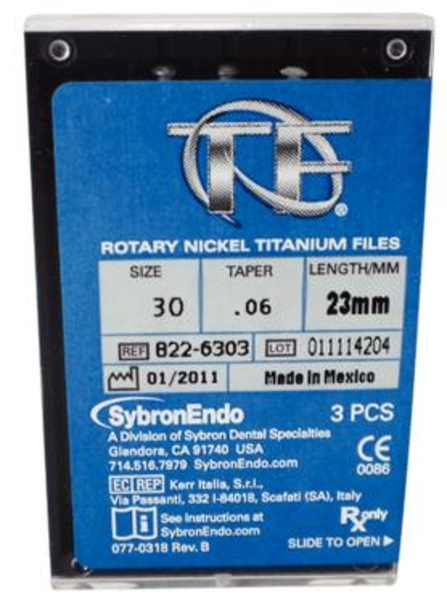 TF®
ROTARY NICKEL TITANIUM FILES
SIZE TAPER LENGTH/MM
30 .06 23mm
REF 822-6303 LOT 011114204
01/2011 Made in Mexico
SybronEndo 3 PCS
A Division of Sybron Dental Specialties
Glendora, CA 91740 USA
714.516.7979 SybronEndo.com
CE
0086
EC REP Kerr Italia, S.r.l.,
Via Passanti, 332 I-84018, Scafati (SA), Italy
i See instructions at
SybronEndo.com
Rx only
077-0318 Rev. B SLIDE TO OPEN